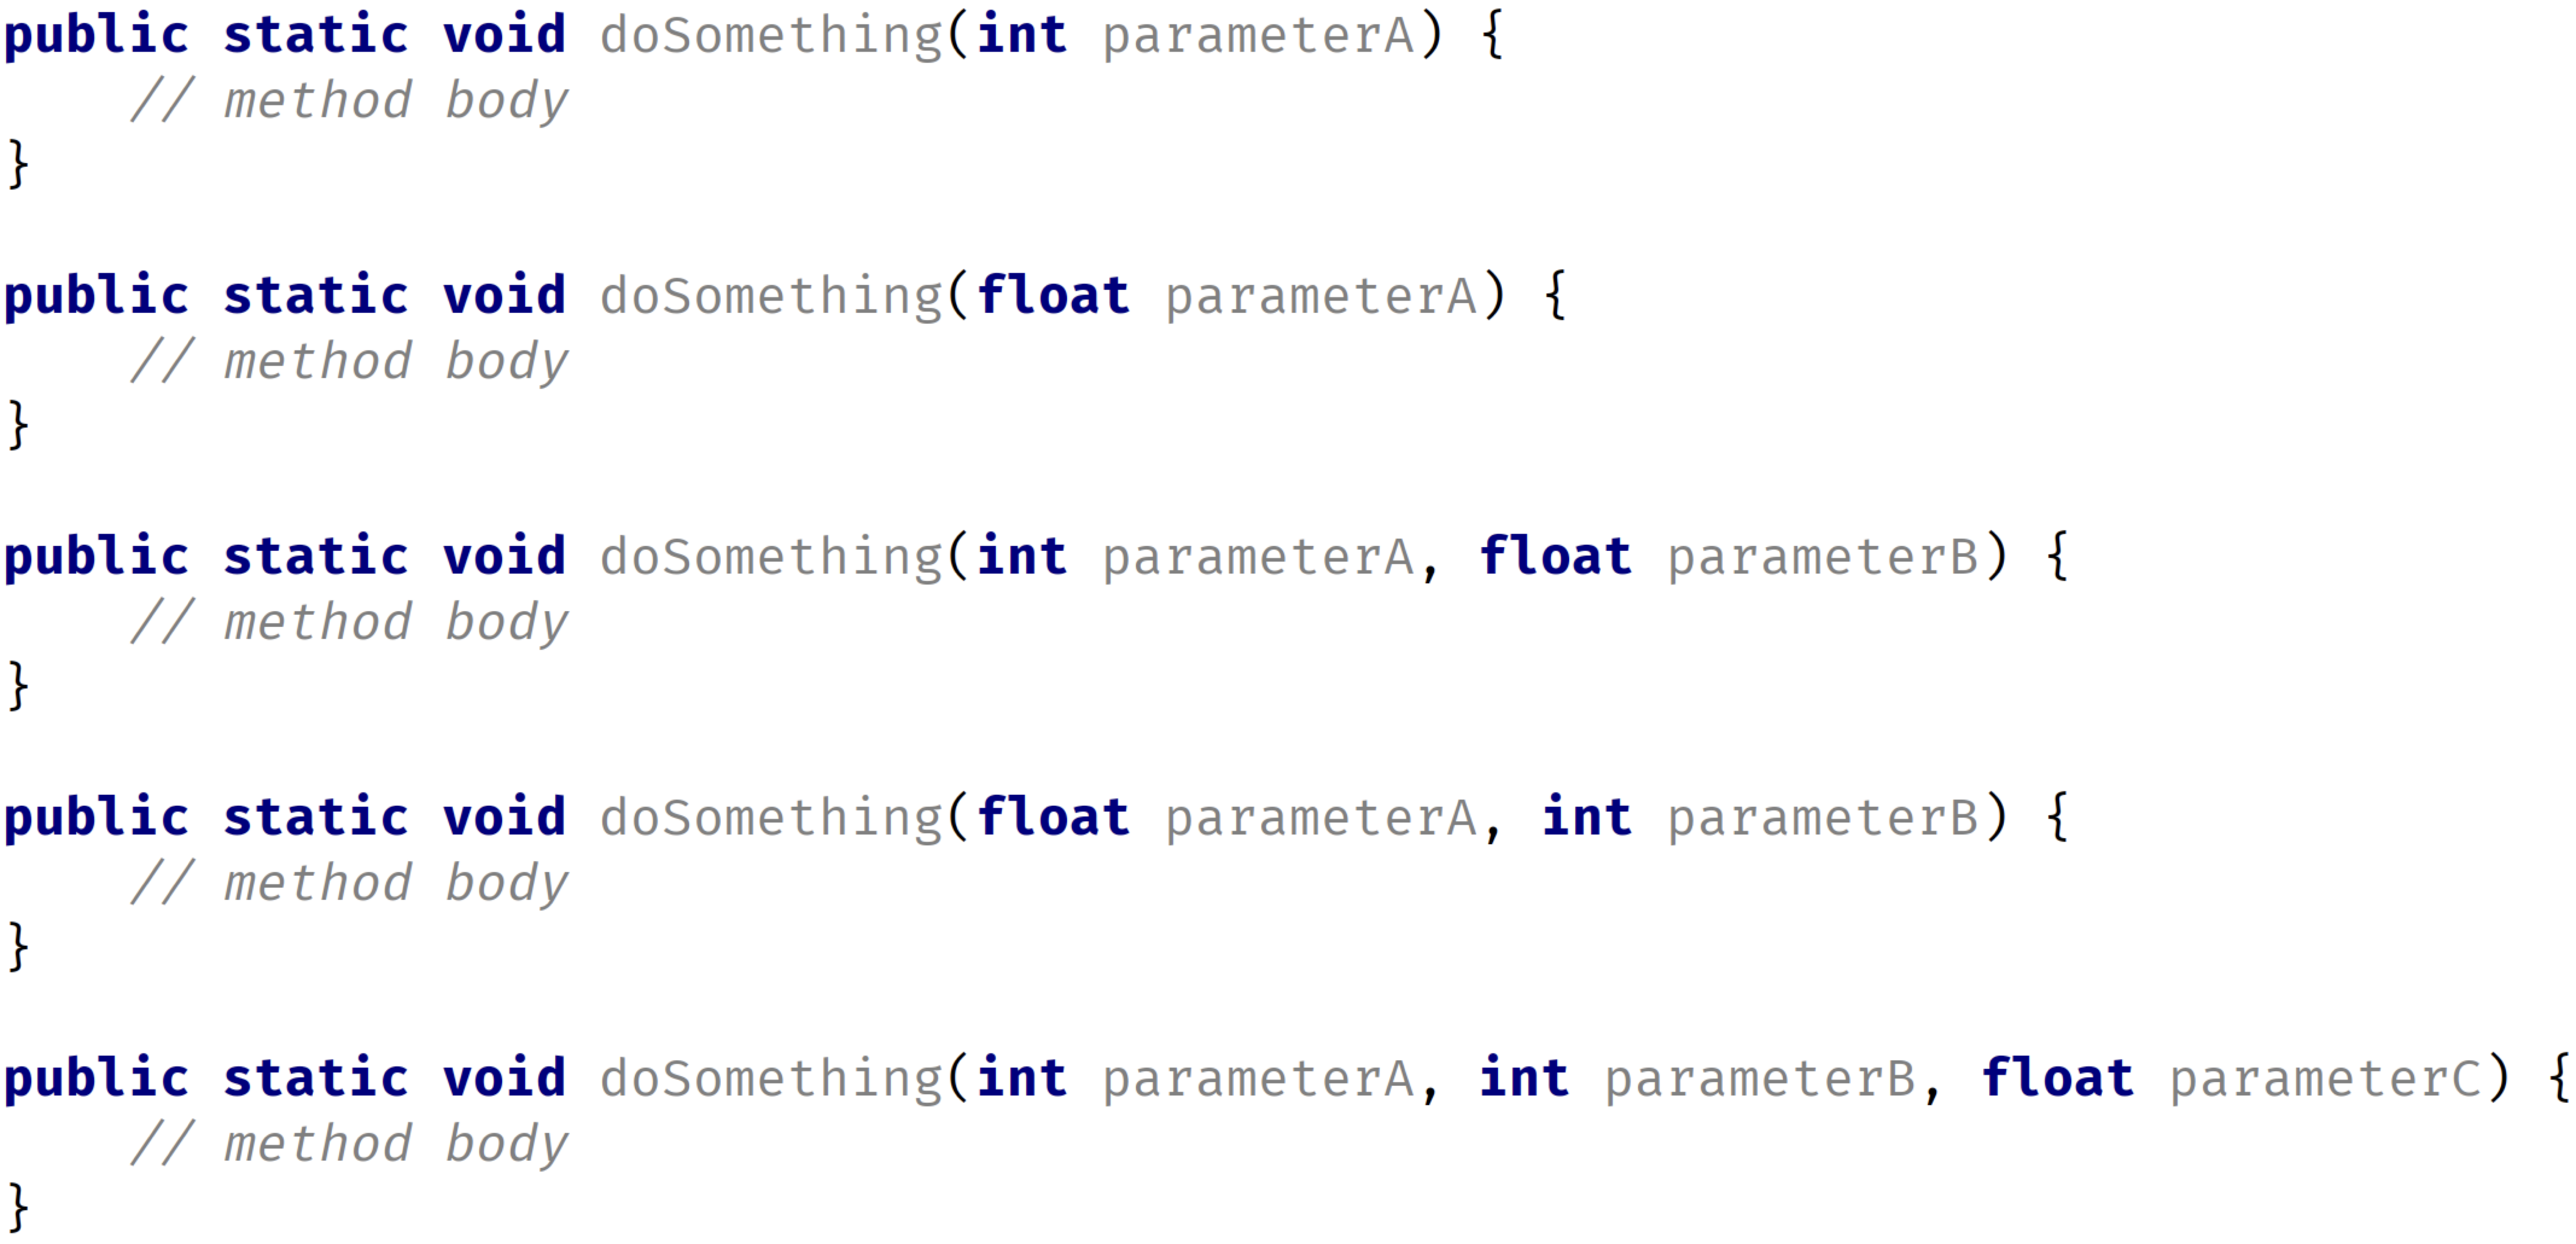 public static void doSomething(int parameterA) {
    // method body
}
public static void doSomething(float parameterA) {
    // method body
}
public static void doSomething(int parameterA, float parameterB) {
    // method body
}
public static void doSomething(float parameterA, int parameterB) {
    // method body
}
public static void doSomething(int parameterA, int parameterB, float parameterC) {
    // method body
}